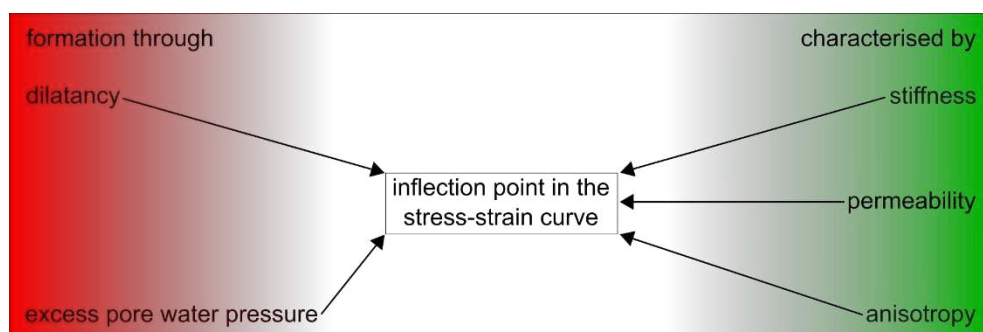 formation through
characterised by
dilatancy
stiffness
inflection point in the
stress-strain curve
permeability
excess pore water pressure
anisotropy